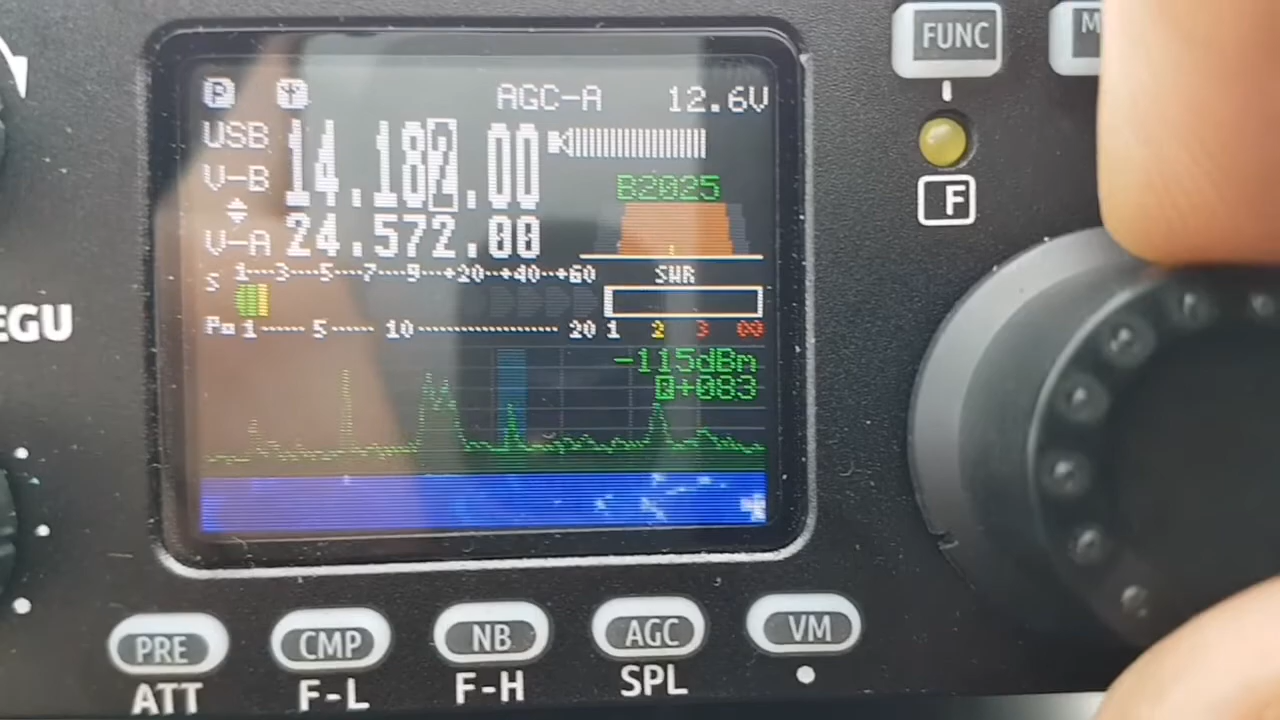 FUNC
M
P
AGC-A 12.6V
USB 14.182.00
V-B
B2025
V-A 24.572.00
S 1---3---5----7---9---+20--+40--+60 SWR
1------5------10----------------20 1 2 3 00
-115dBm
0+083
F
EGU
PRE CMP NB AGC VM
ATT F-L F-H SPL